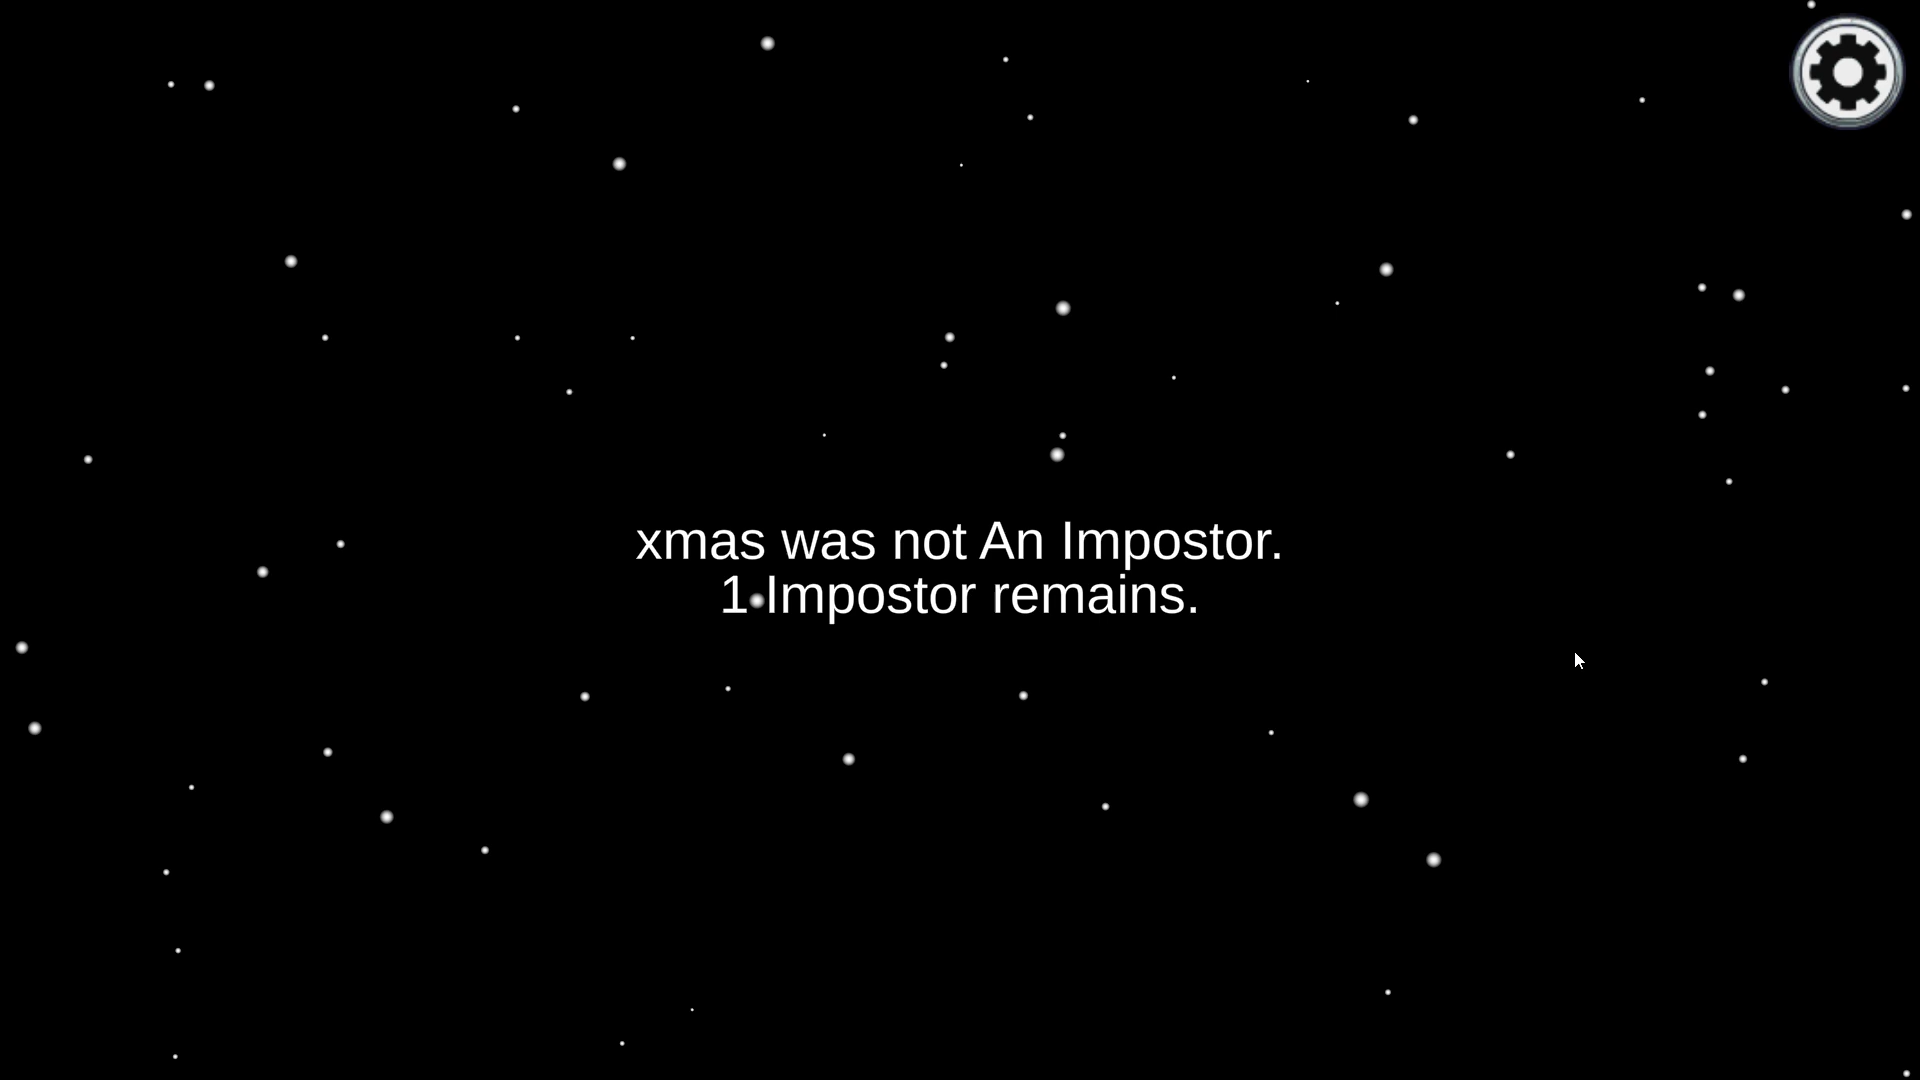 xmas was not An Impostor.
1 Impostor remains.